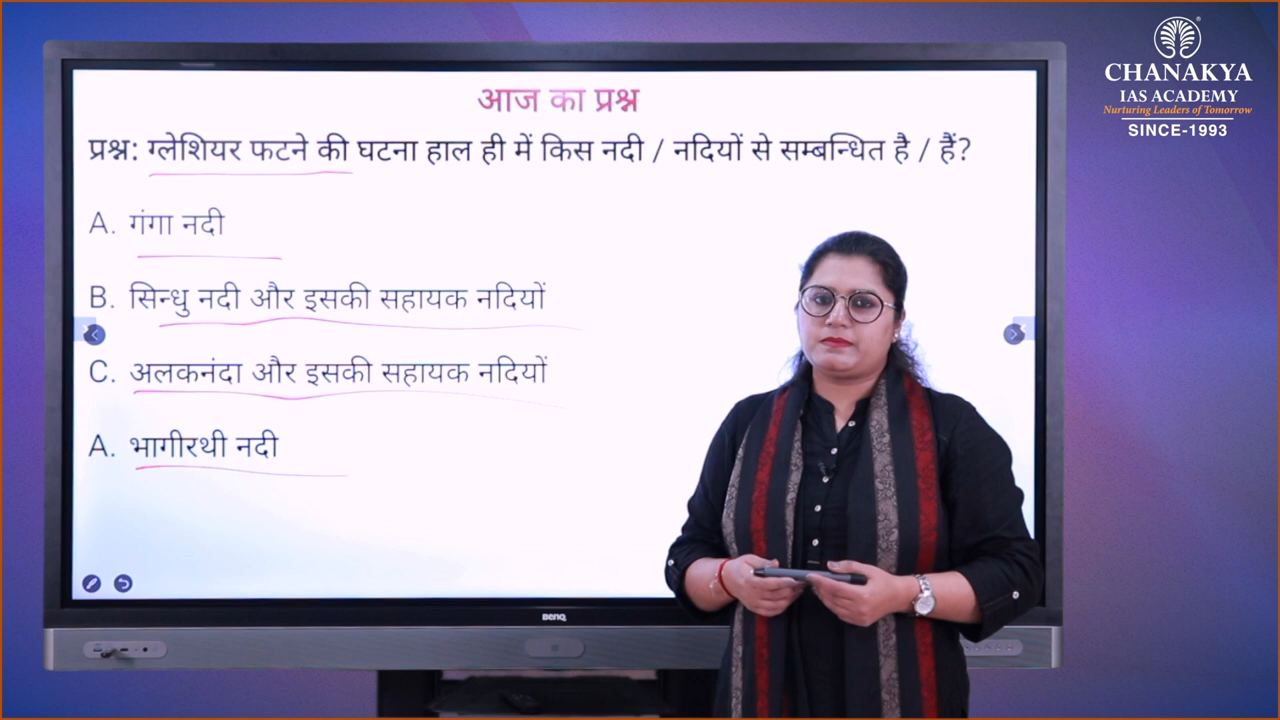 CHANAKYA
IAS ACADEMY
Nurturing Leaders of Tomorrow
SINCE-1993
आज का प्रश्न
प्रश्न: ग्लेशियर फटने की घटना हाल ही में किस नदी / नदियों से सम्बन्धित है / हैं?
A. गंगा नदी
B. सिन्धु नदी और इसकी सहायक नदियों
C. अलकनंदा और इसकी सहायक नदियों
A. भागीरथी नदी
BenQ